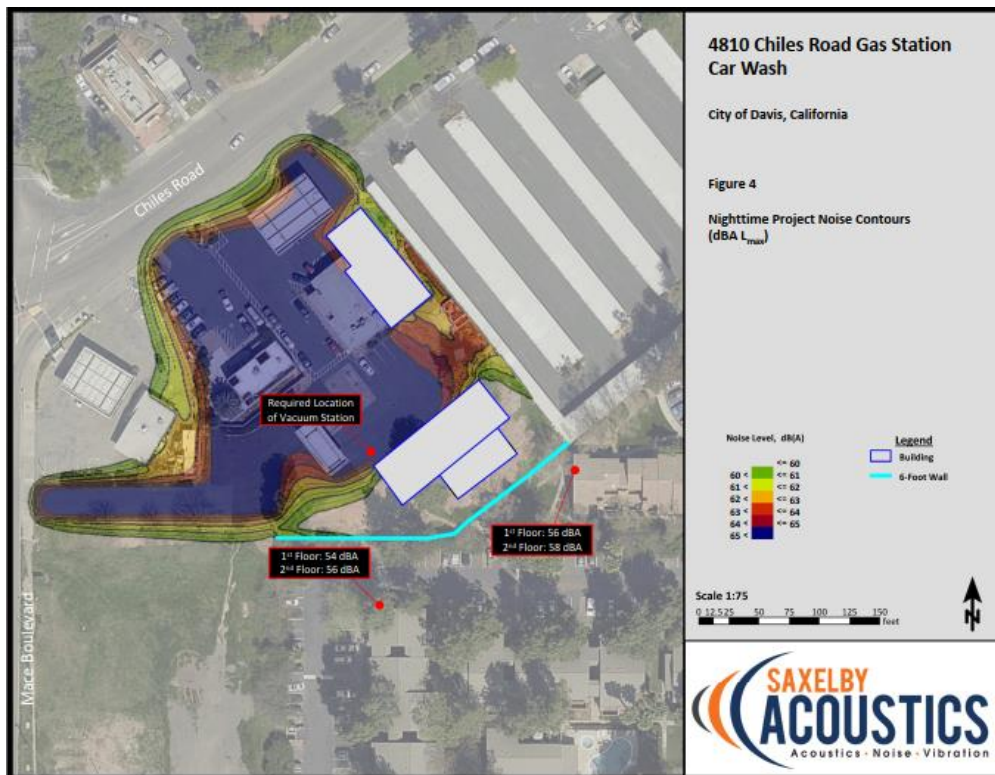 4810 Chiles Road Gas Station
Car Wash
City of Davis, California
Figure 4
Nighttime Project Noise Contours
(dBA Lmax)
Chiles Road
Required Location
of Vacuum Station
1st Floor: 56 dBA
2nd Floor: 58 dBA
1st Floor: 54 dBA
2nd Floor: 56 dBA
Mace Boulevard
Noise Level, dB(A)
<= 60
60 < <= 61
61 < <= 62
62 < <= 63
63 < <= 64
64 < <= 65
65 <
Legend
Building
6-Foot Wall
Scale 1:75
0 12.525 50 75 100 125 150
feet
N
SAXELBY
ACOUSTICS
Acoustics • Noise • Vibration